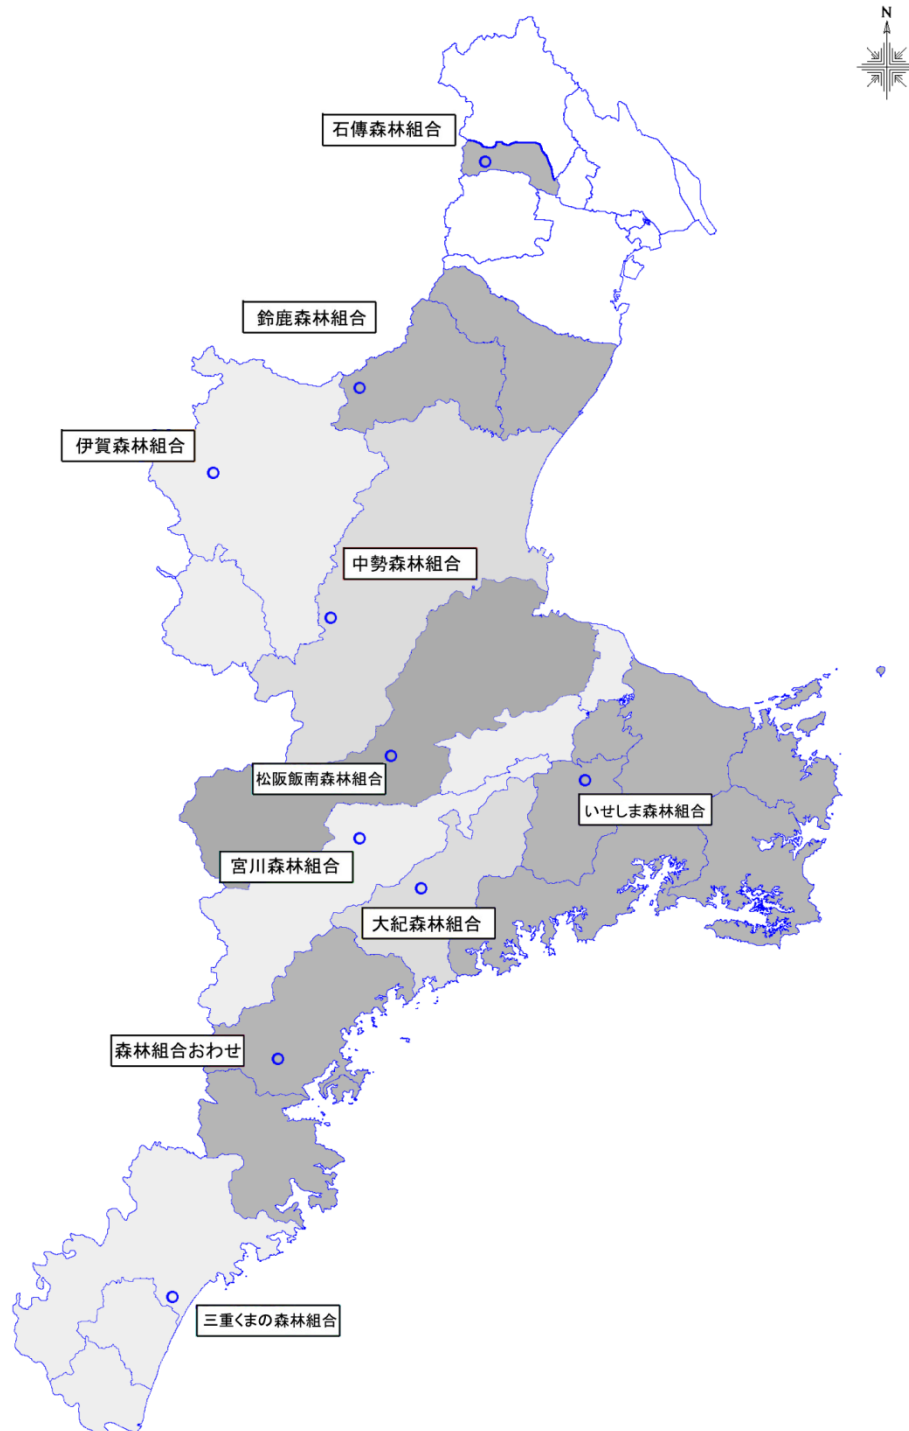 N
石傳森林組合
鈴鹿森林組合
伊賀森林組合
中勢森林組合
松阪飯南森林組合
いせしま森林組合
宮川森林組合
大紀森林組合
森林組合おわせ
三重くまの森林組合